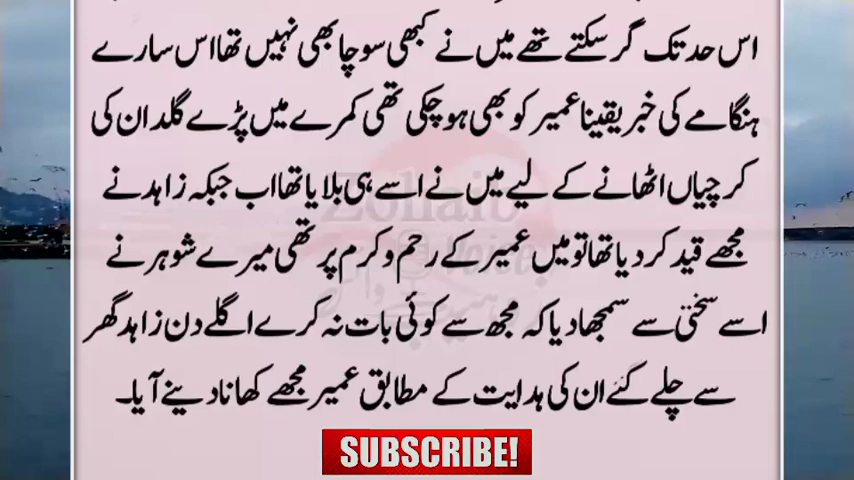 اس حد تک گر سکتے تھے میں نے کبھی سوچا بھی نہیں تھا اس سارے
ہنگامے کی خبر یقینا عمیر کو بھی ہو چکی تھی کمرے میں پڑے گلدان کی
کرچیاں اٹھانے کے لیے میں نے اسے ہی بلایا تھا اب جبکہ زاہد نے
مجھے قید کر دیا تھا تو میں عمیر کے رحم و کرم پر تھی میرے شوہر نے
اسے سختی سے سمجھا دیا کہ مجھ سے کوئی بات نہ کرے اگلے دن زاہد گھر
سے چلے گئے ان کی ہدایت کے مطابق عمیر مجھے کھانا دینے آیا۔
Zohaib
Voice
SUBSCRIBE!